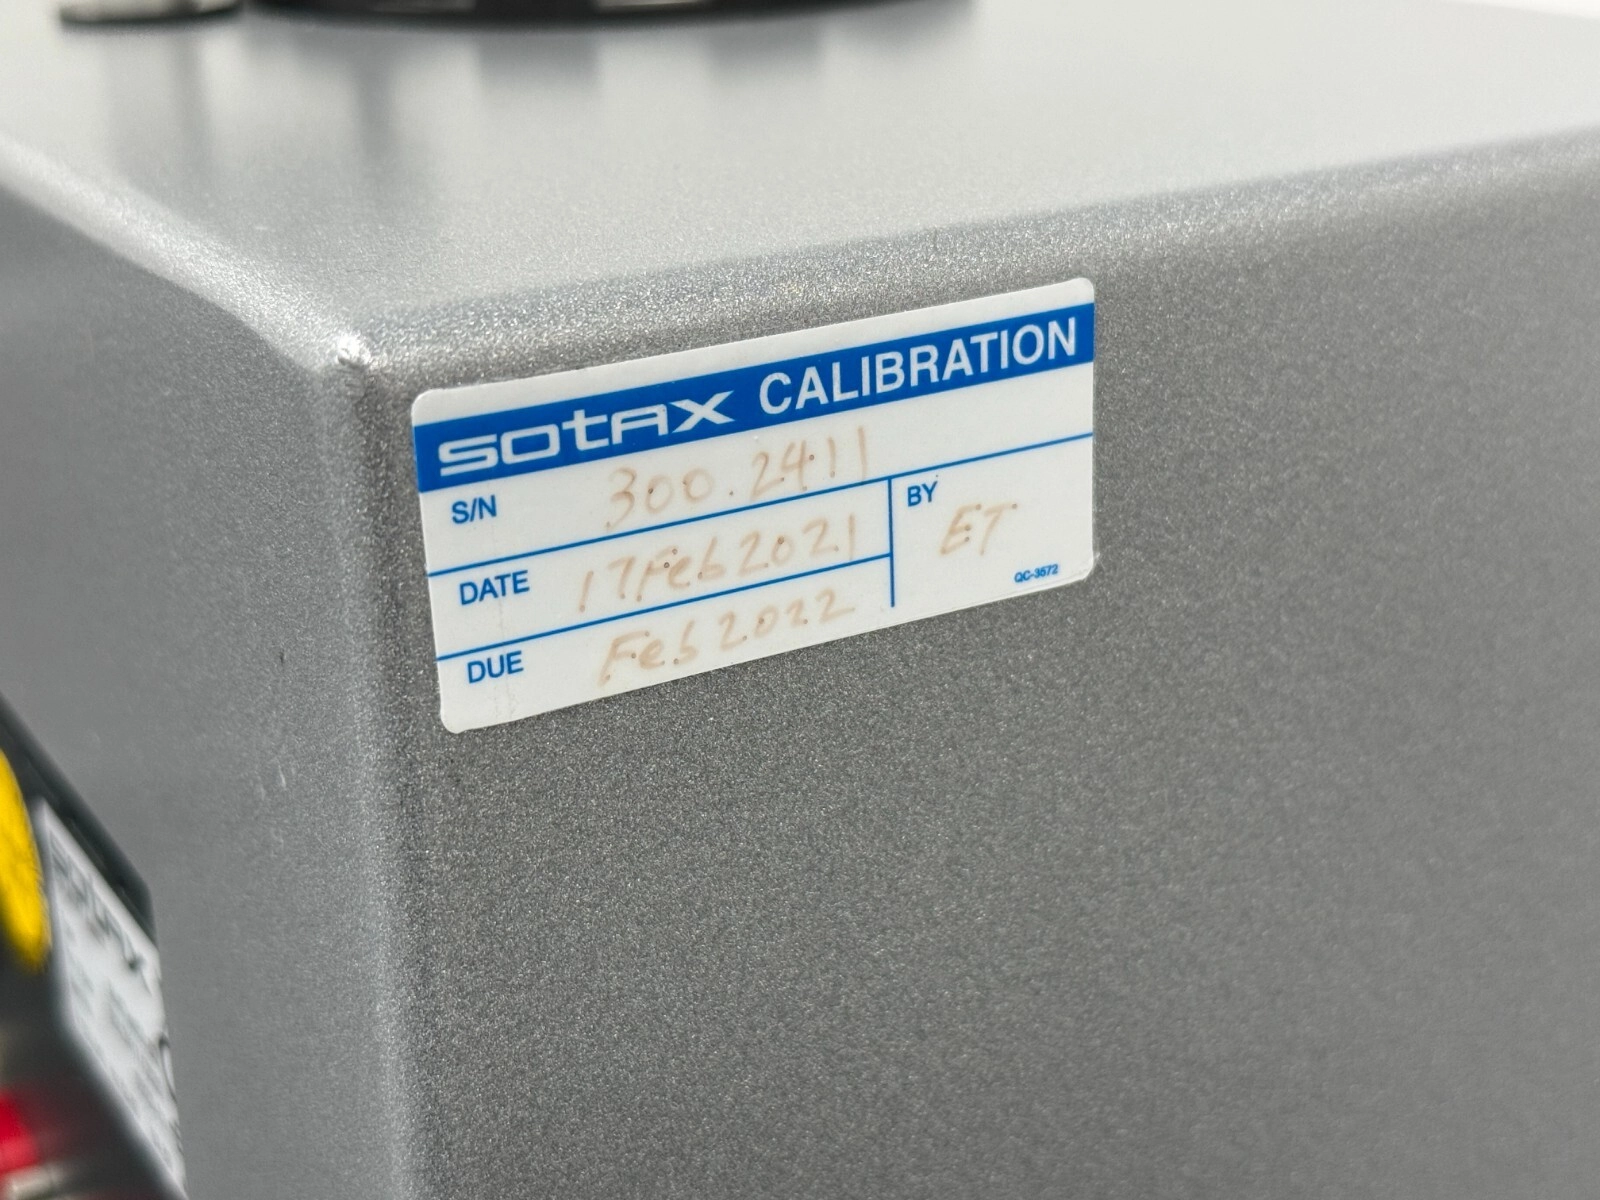 sotax CALIBRATION
S/N 300.2411
DATE 17Feb2021
BY ET
DUE Feb2022
QC-3572